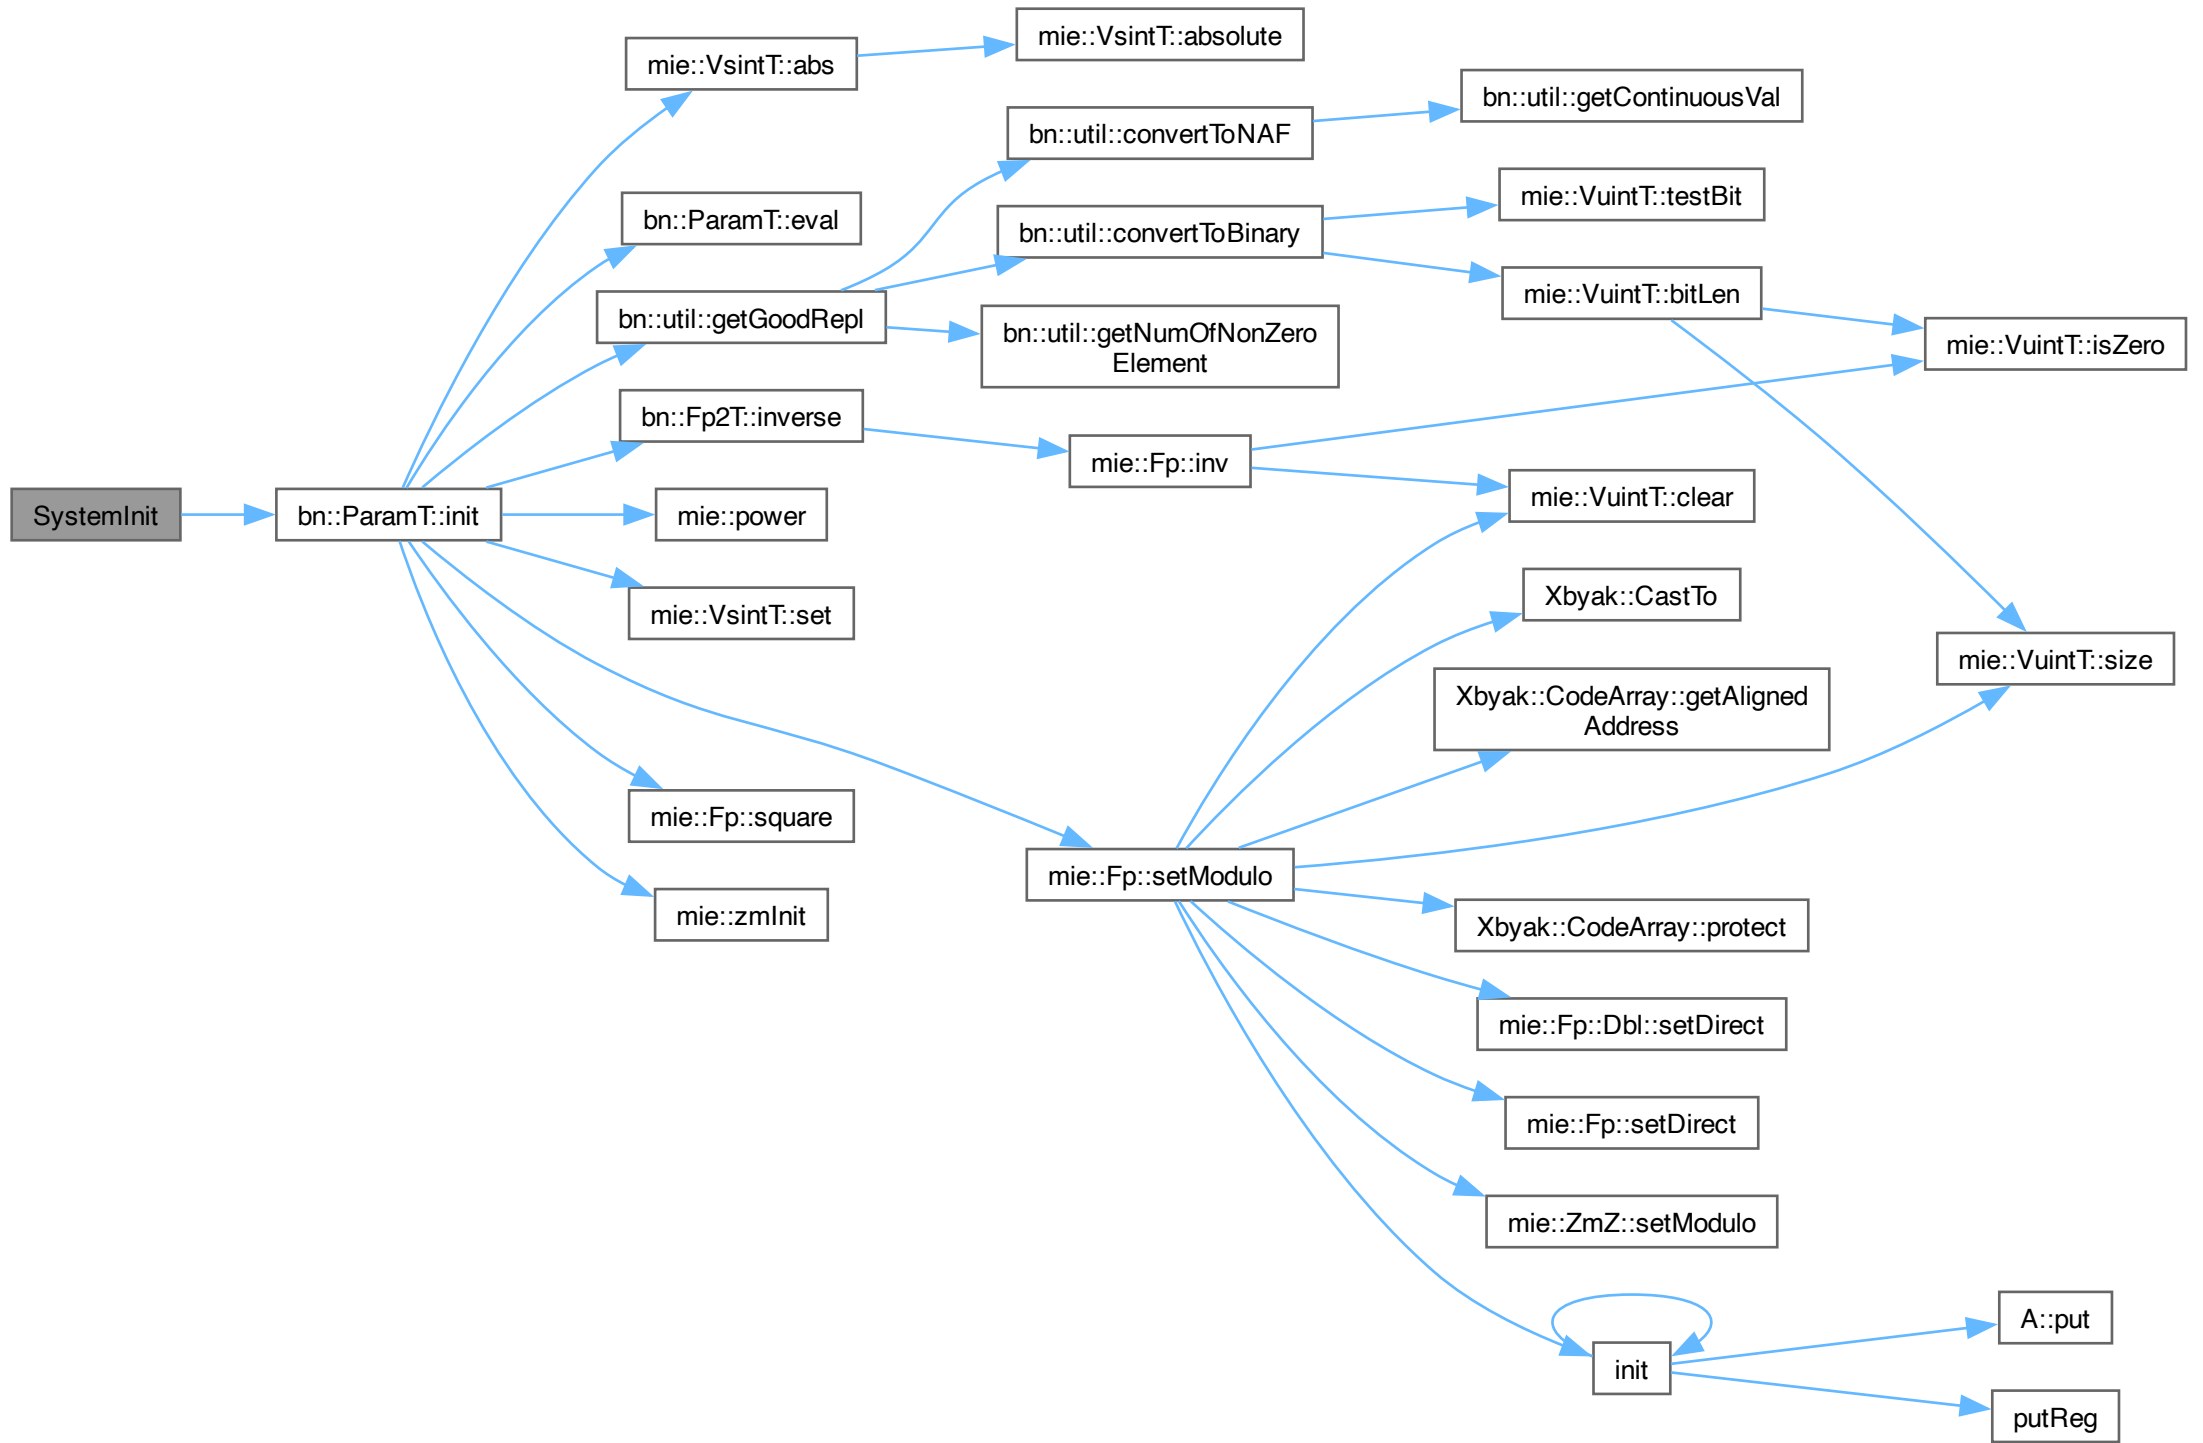 mie::VsintT::absolute
mie::VsintT::abs
bn::util::getContinuousVal
bn::util::convertToNAF
mie::VuintT::testBit
bn::ParamT::eval
bn::util::convertToBinary
mie::VuintT::bitLen
bn::util::getGoodRepl
bn::util::getNumOfNonZero
Element
mie::VuintT::isZero
bn::Fp2T::inverse
mie::Fp::inv
mie::VuintT::clear
SystemInit
bn::ParamT::init
mie::power
Xbyak::CastTo
mie::VsintT::set
mie::VuintT::size
Xbyak::CodeArray::getAligned
Address
mie::Fp::square
mie::Fp::setModulo
mie::zmInit
Xbyak::CodeArray::protect
mie::Fp::Dbl::setDirect
mie::Fp::setDirect
mie::ZmZ::setModulo
A::put
init
putReg